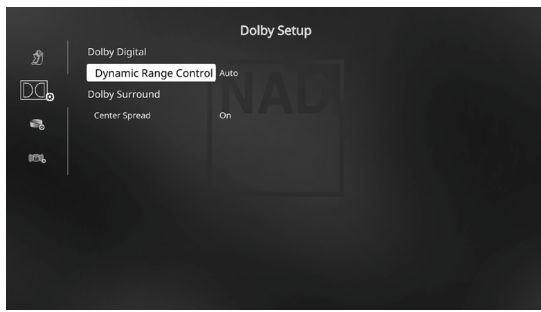 Dolby Setup
Dolby Digital
Dynamic Range Control Auto
Dolby Surround
Center Spread On
NAD